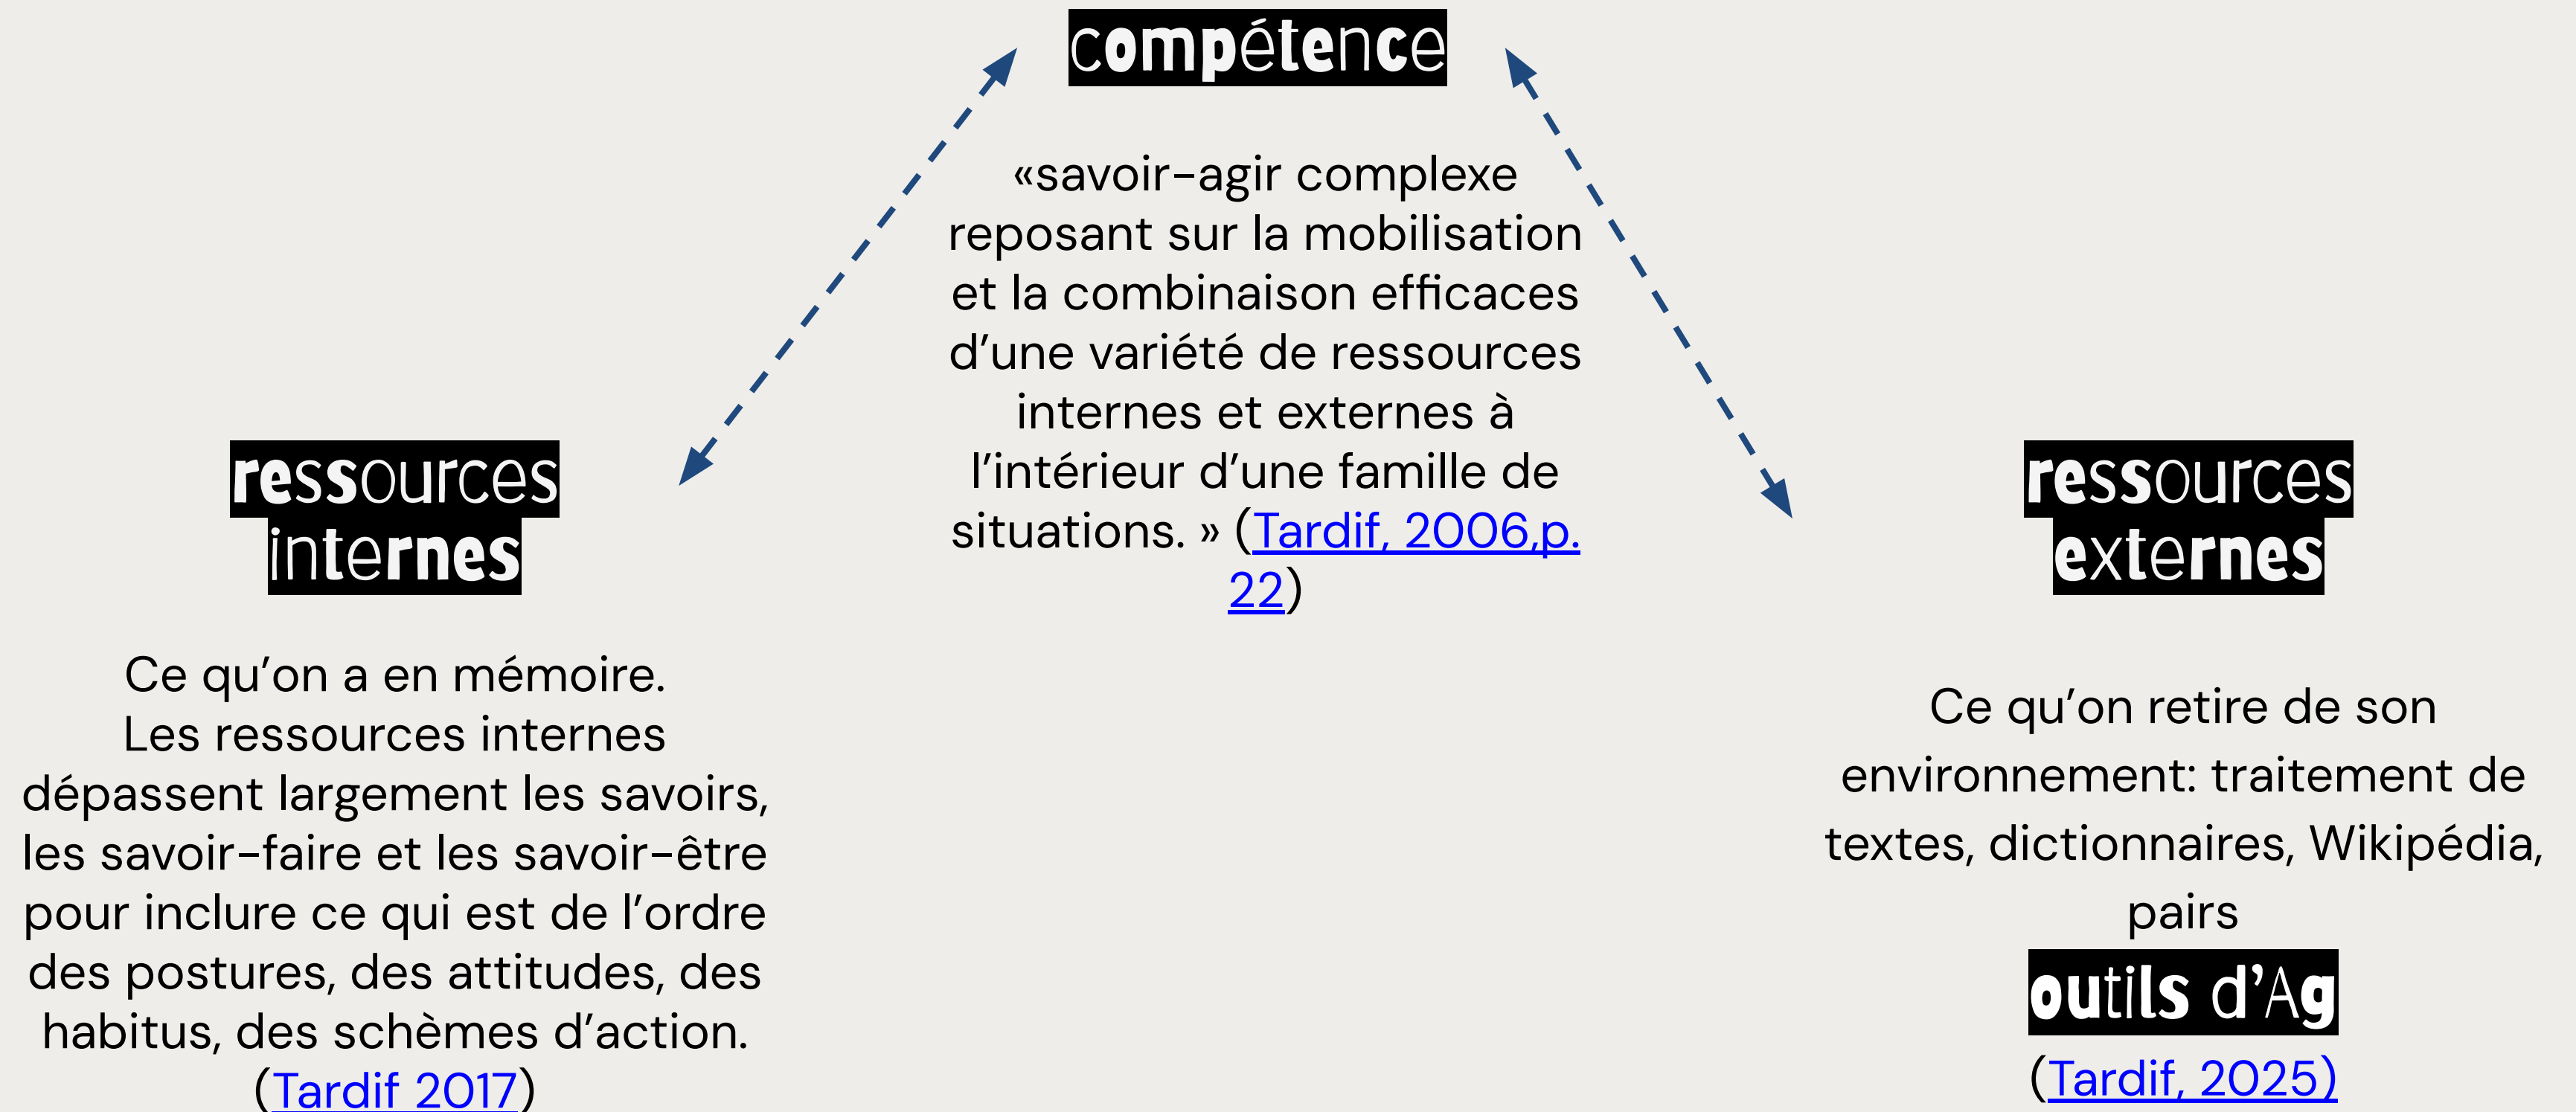 compétence
«savoir-agir complexe
reposant sur la mobilisation
et la combinaison efficaces
d’une variété de ressources
internes et externes à
l’intérieur d’une famille de
situations. » (Tardif, 2006,p.
22)
ressources
internes
Ce qu’on a en mémoire.
Les ressources internes
dépassent largement les savoirs,
les savoir-faire et les savoir-être
pour inclure ce qui est de l’ordre
des postures, des attitudes, des
habitus, des schèmes d’action.
(Tardif 2017)
ressources
externes
Ce qu’on retire de son
environnement: traitement de
textes, dictionnaires, Wikipédia,
pairs
outils d’Ag
(Tardif, 2025)